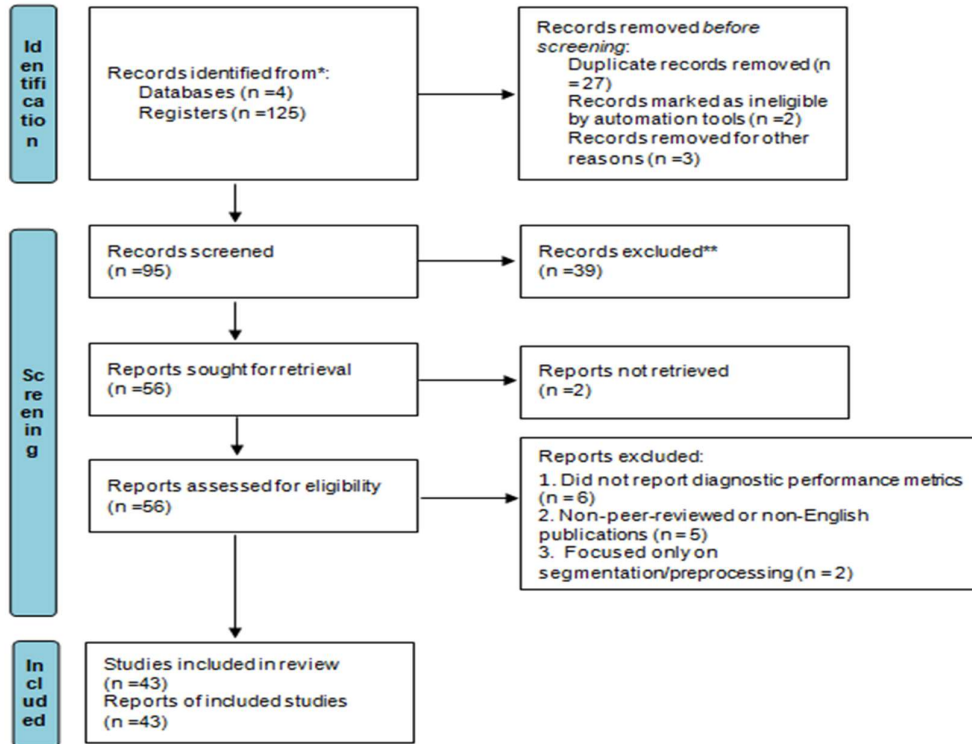 Id
en
tifi
ca
tio
n
Records identified from*:
Databases (n =4)
Registers (n =125)
Records removed before
screening:
Duplicate records removed (n
= 27)
Records marked as ineligible
by automation tools (n =2)
Records removed for other
reasons (n =3)
Sc
re
en
in
g
Records screened
(n =95)
Records excluded**
(n =39)
Reports sought for retrieval
(n =56)
Reports not retrieved
(n =2)
Reports assessed for eligibility
(n =56)
Reports excluded:
1. Did not report diagnostic performance metrics
(n = 6)
2. Non-peer-reviewed or non-English
publications (n = 5)
3. Focused only on
segmentation/preprocessing (n = 2)
In
cl
ud
ed
Studies included in review
(n =43)
Reports of included studies
(n =43)